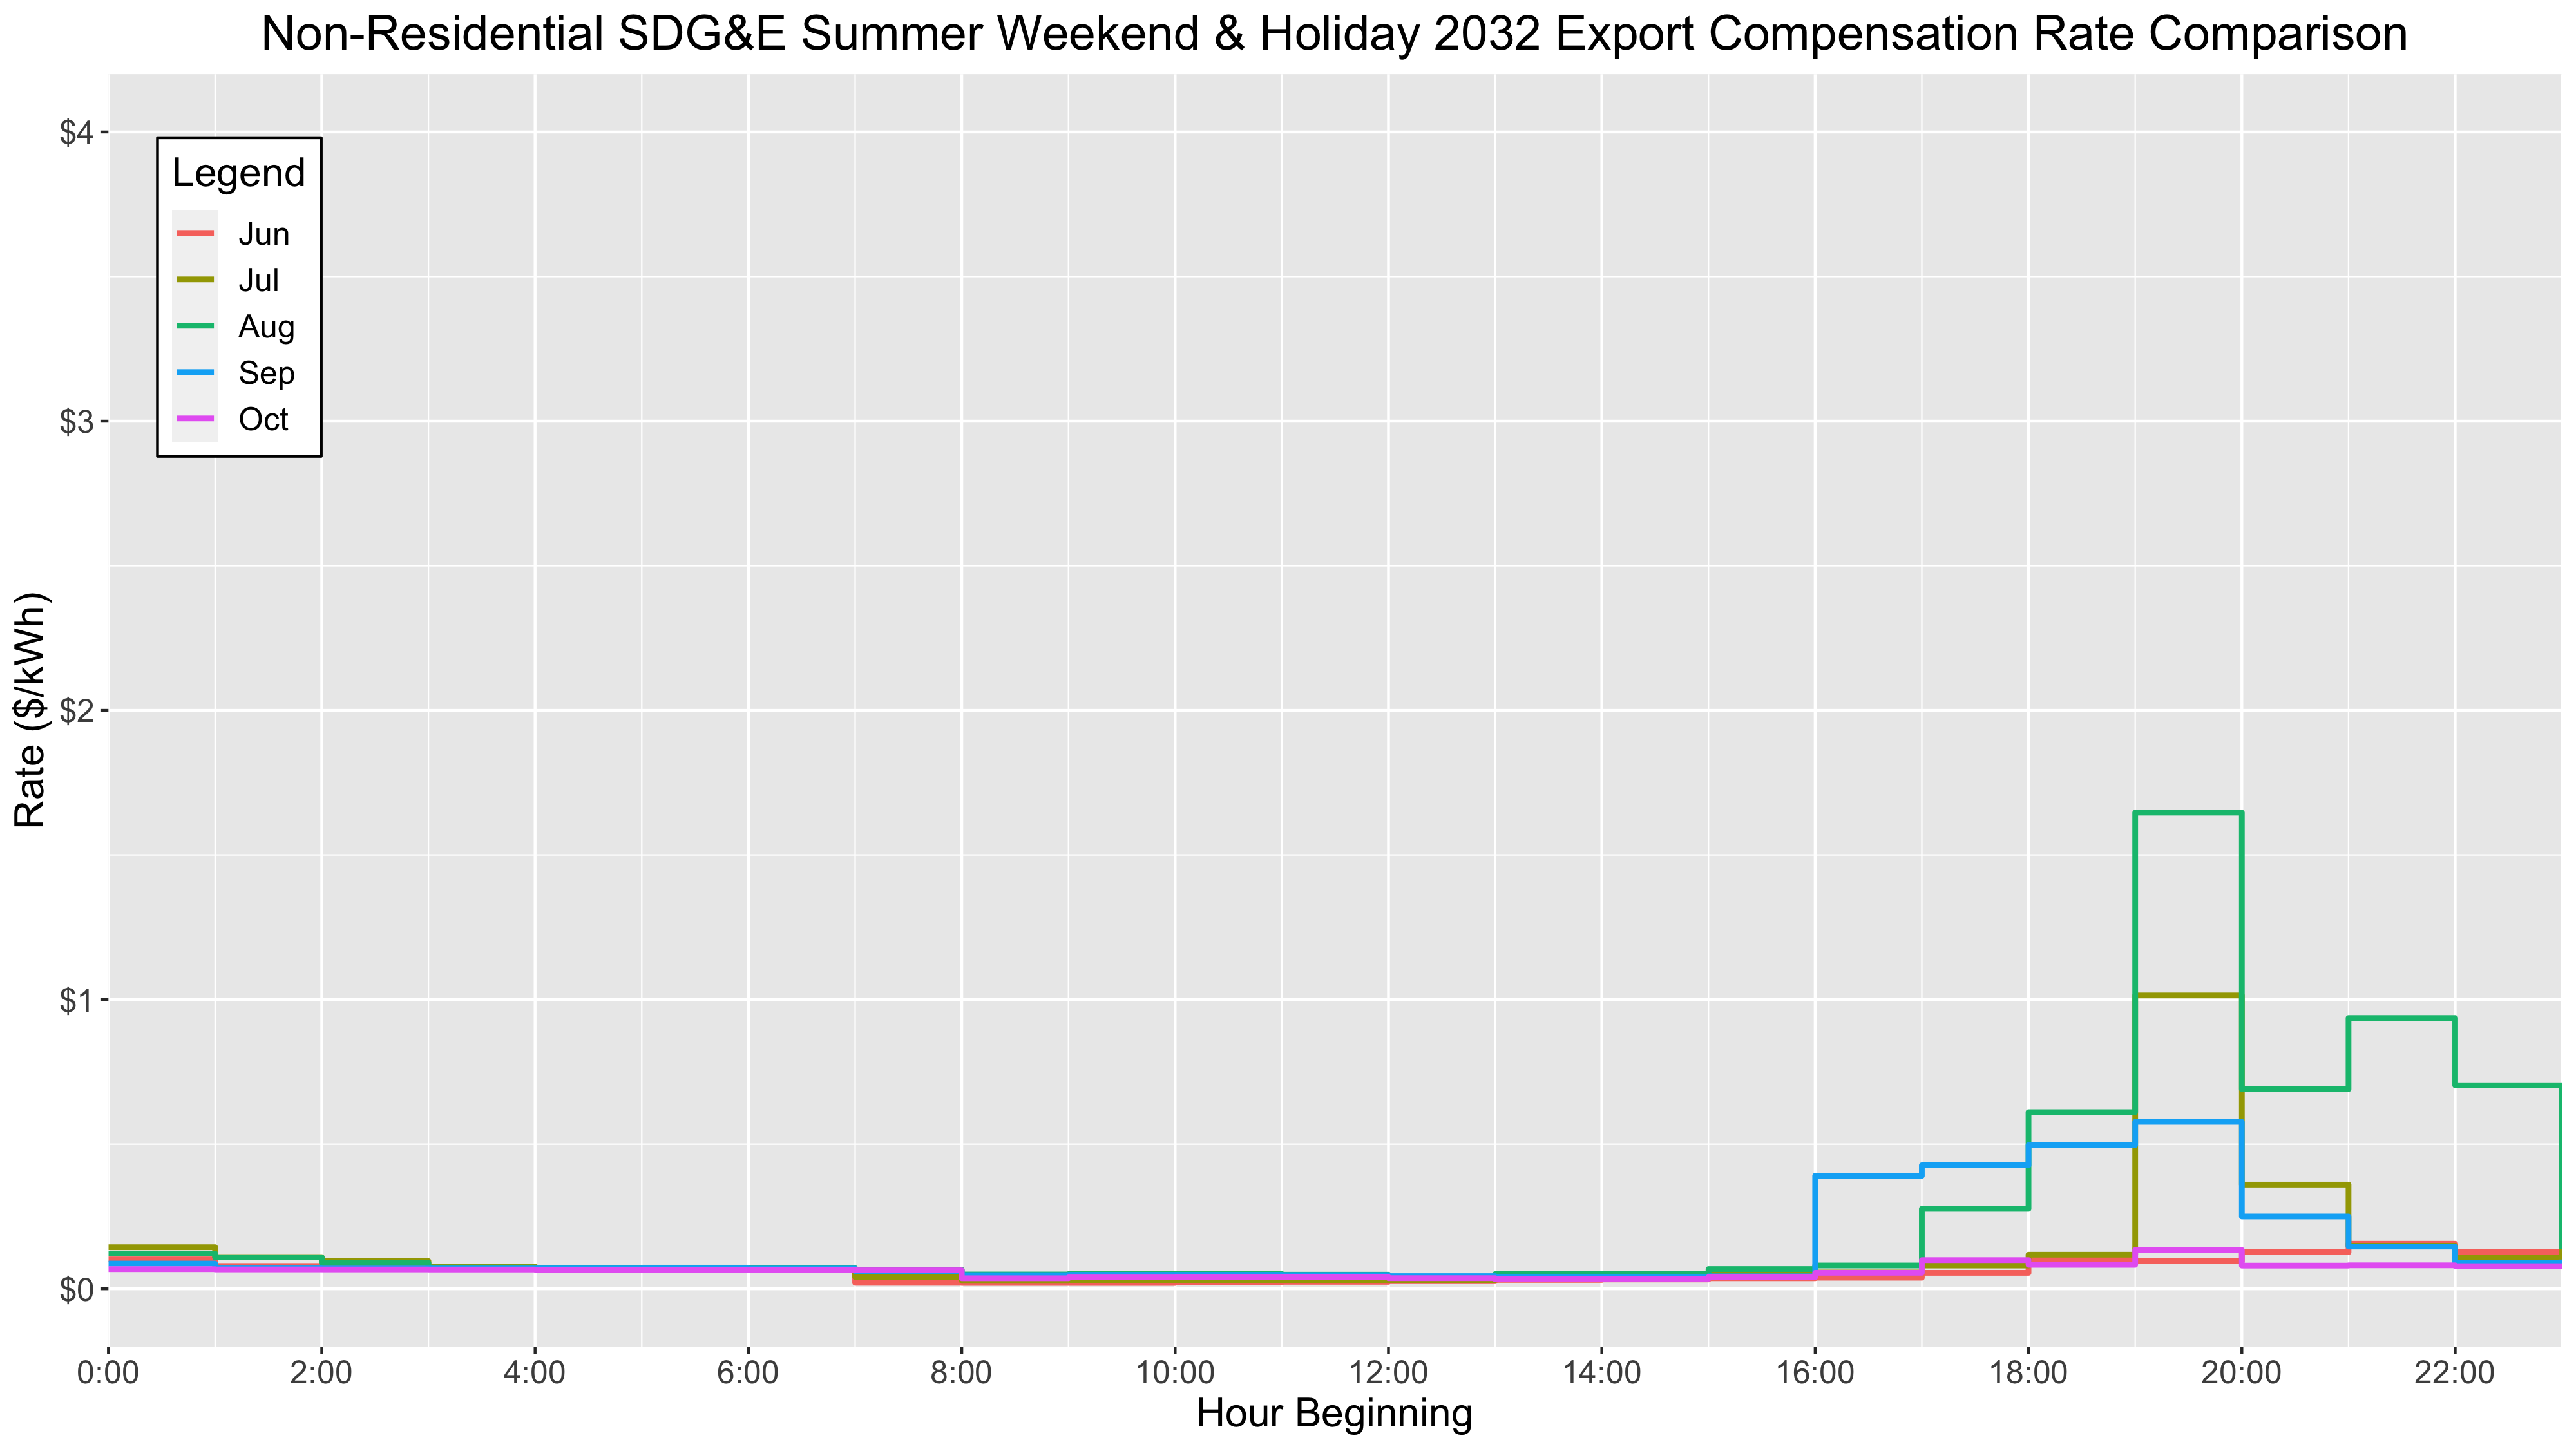 Non-Residential SDG&E Summer Weekend & Holiday 2032 Export Compensation Rate Comparison
$4
$3
$2
$1
$0
Rate ($/kWh)
Legend
Jun
Jul
Aug
Sep
Oct
0:00 2:00 4:00 6:00 8:00 10:00 12:00 14:00 16:00 18:00 20:00 22:00
Hour Beginning